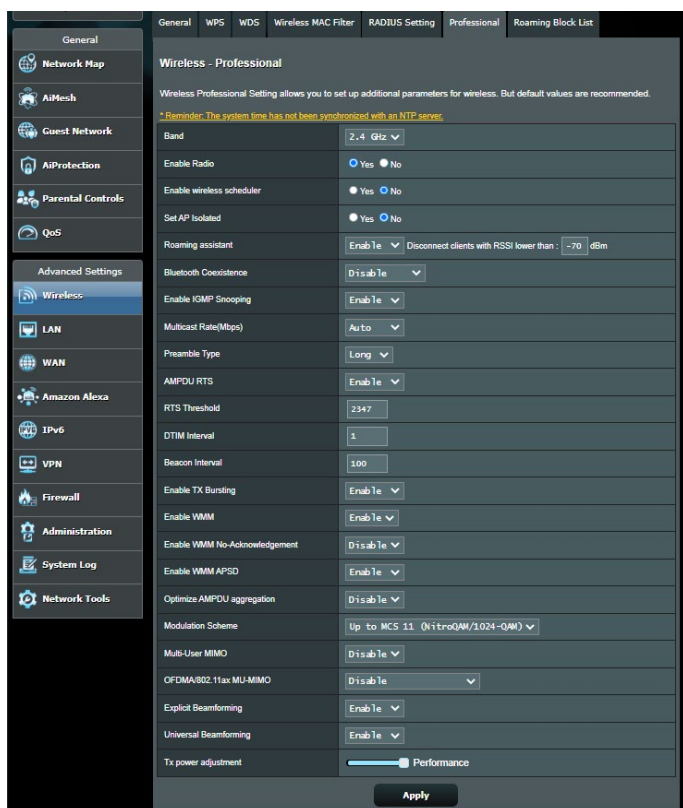 General WPS WDS Wireless MAC Filter RADIUS Setting Professional Roaming Block List
General
Network Map
AiMesh
Guest Network
AiProtection
Parental Controls
QoS
Advanced Settings
Wireless
LAN
WAN
Amazon Alexa
IPv6
VPN
Firewall
Administration
System Log
Network Tools
Wireless - Professional
Wireless Professional Setting allows you to set up additional parameters for wireless. But default values are recommended.
* Reminder: The system time has not been synchronized with an NTP server.
Band 2.4 GHz
Enable Radio Yes No
Enable wireless scheduler Yes No
Set AP Isolated Yes No
Roaming assistant Enable Disconnect clients with RSSI lower than : -70 dBm
Bluetooth Coexistence Disable
Enable IGMP Snooping Enable
Multicast Rate(Mbps) Auto
Preamble Type Long
AMPDU RTS Enable
RTS Threshold 2347
DTIM Interval 1
Beacon Interval 100
Enable TX Bursting Enable
Enable WMM Enable
Enable WMM No-Acknowledgement Disable
Enable WMM APSD Enable
Optimize AMPDU aggregation Disable
Modulation Scheme Up to MCS 11 (NitroQAM/1024-QAM)
Multi-User MIMO Disable
OFDMA/802.11ax MU-MIMO Disable
Explicit Beamforming Enable
Universal Beamforming Enable
Tx power adjustment Performance
Apply